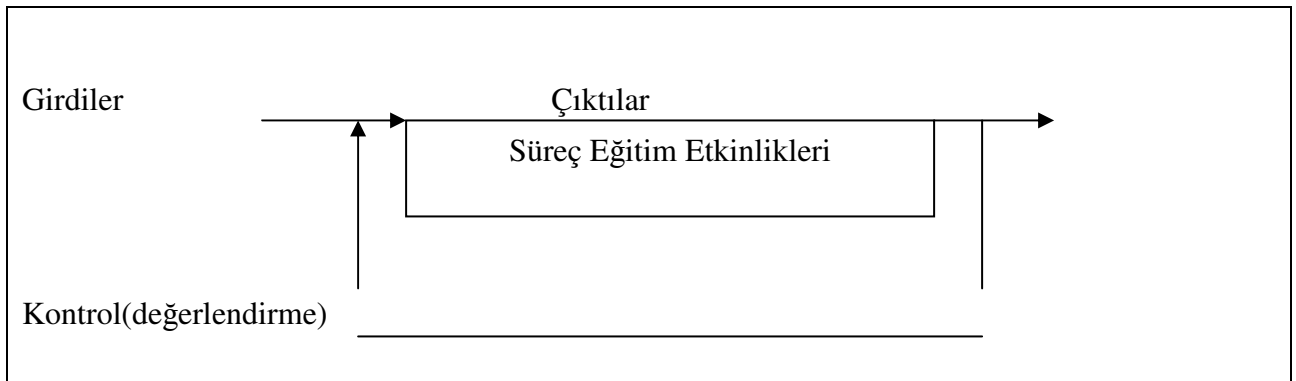 Girdiler Çıktılar
Süreç Eğitim Etkinlikleri
Kontrol(değerlendirme)